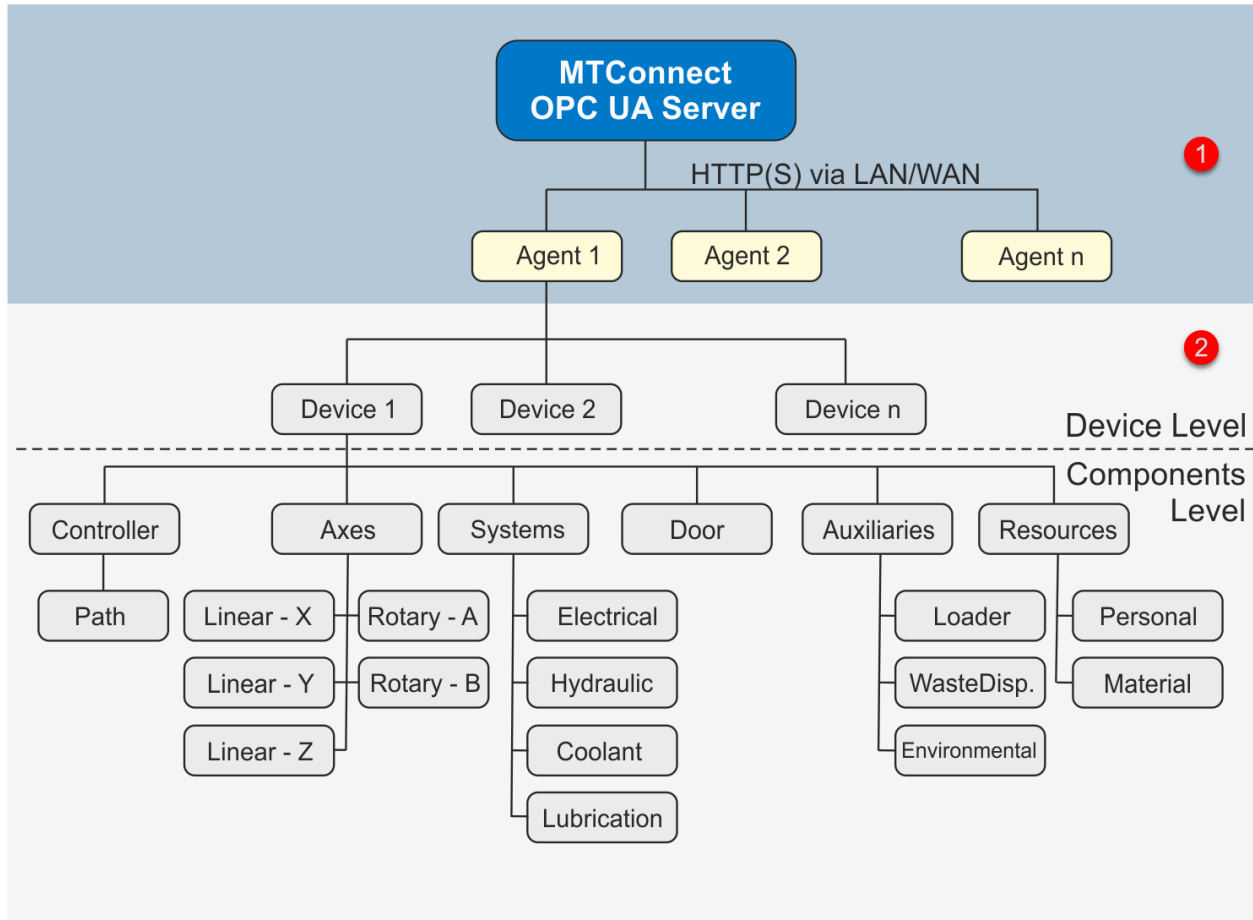 MTConnect
OPC UA Server
1
HTTP(S) via LAN/WAN
Agent 1
Agent 2
Agent n
2
Device 1
Device 2
Device n
Device Level
Components
Level
Controller
Axes
Systems
Door
Auxiliaries
Resources
Path
Linear - X
Rotary - A
Electrical
Loader
Personal
Linear - Y
Rotary - B
Hydraulic
WasteDisp.
Material
Linear - Z
Coolant
Environmental
Lubrication